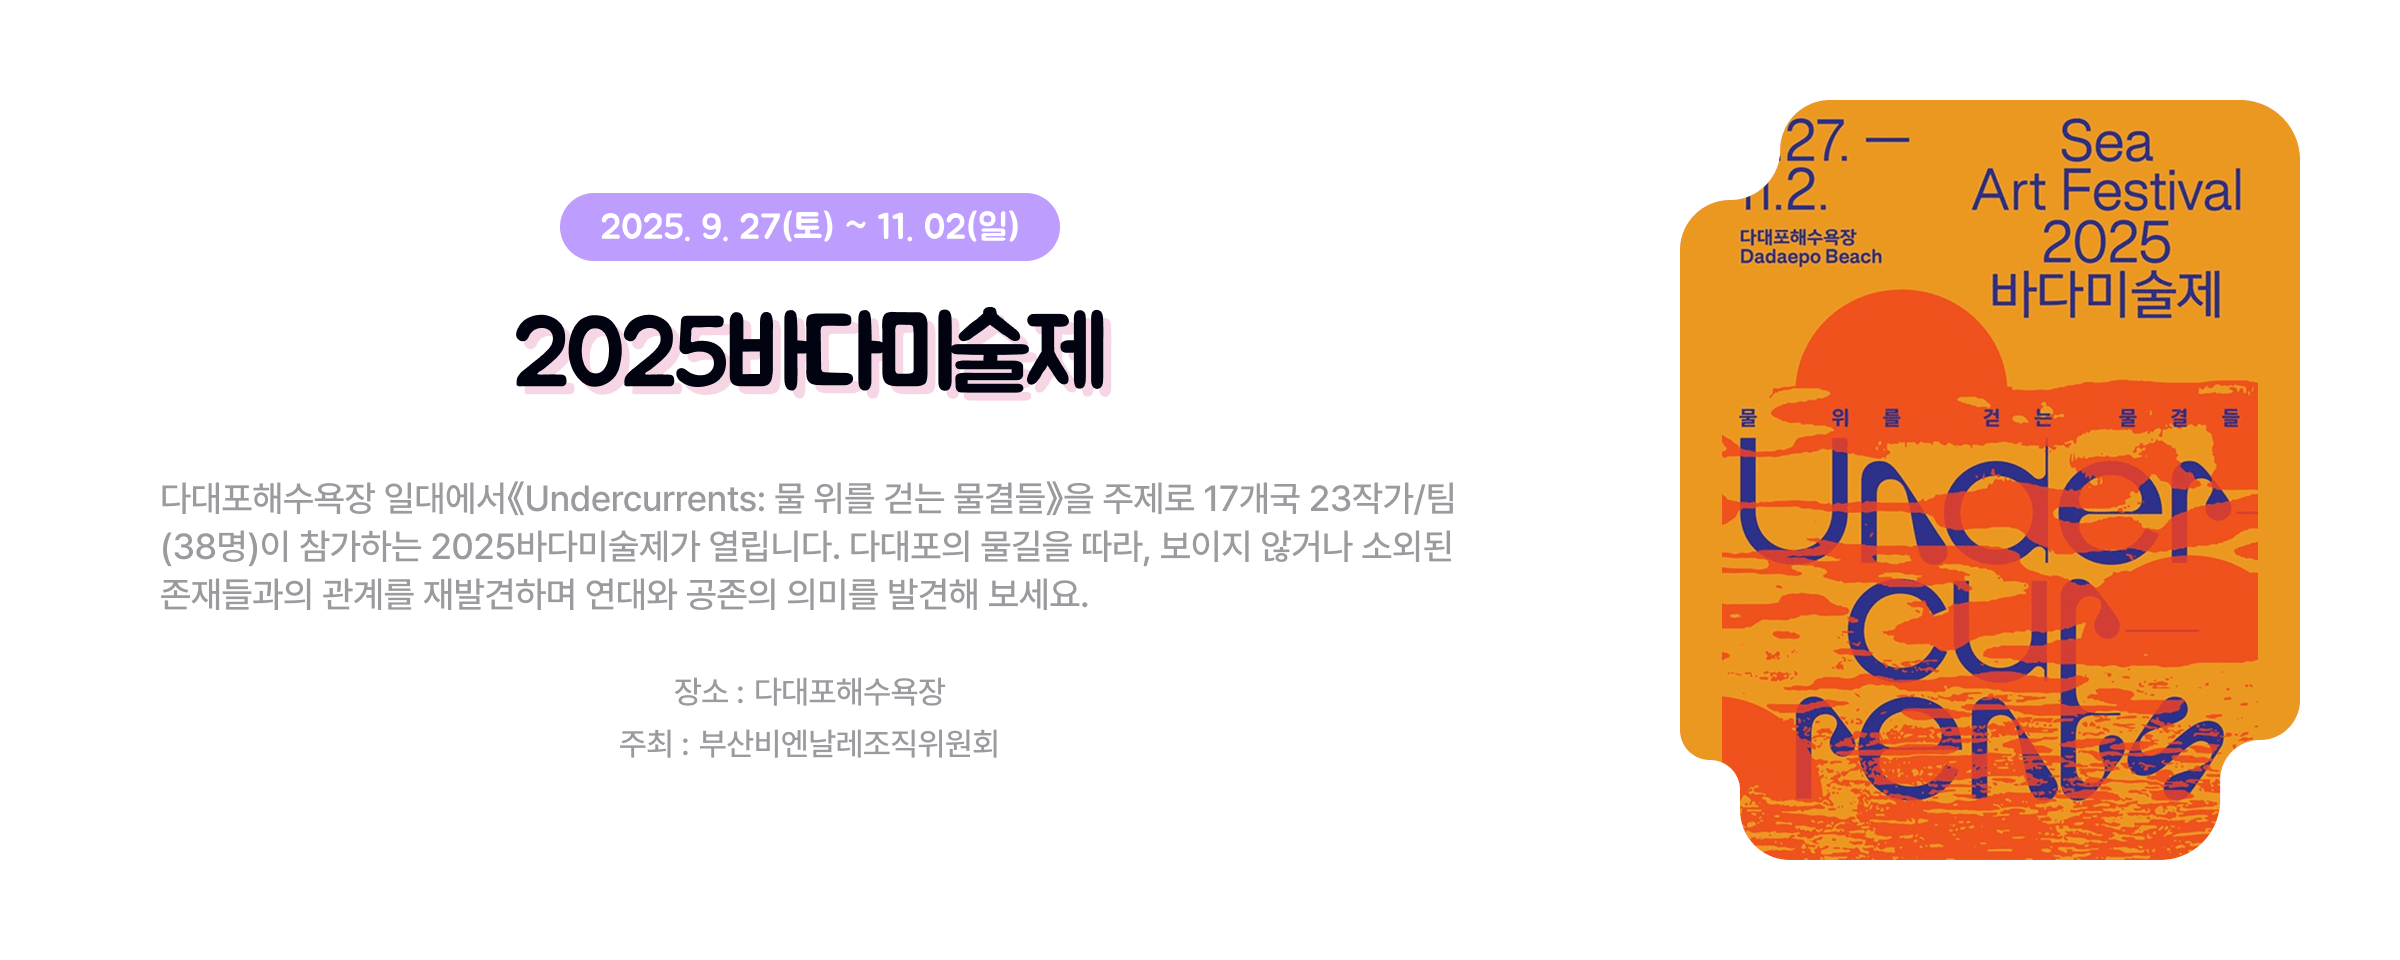 2025. 9. 27(토) ~ 11. 02(일)
2025바다미술제
다대포해수욕장 일대에서《Undercurrents: 물 위를 걷는 물결들》을 주제로 17개국 23작가/팀
(38명)이 참가하는 2025바다미술제가 열립니다. 다대포의 물길을 따라, 보이지 않거나 소외된
존재들과의 관계를 재발견하며 연대와 공존의 의미를 발견해 보세요.
장소 : 다대포해수욕장
주최 : 부산비엔날레조직위원회
.27. —
11.2.
다대포해수욕장
Dadaepo Beach
Sea
Art Festival
2025
바다미술제
물 위를 걷는 물결들
Under
cur
rents